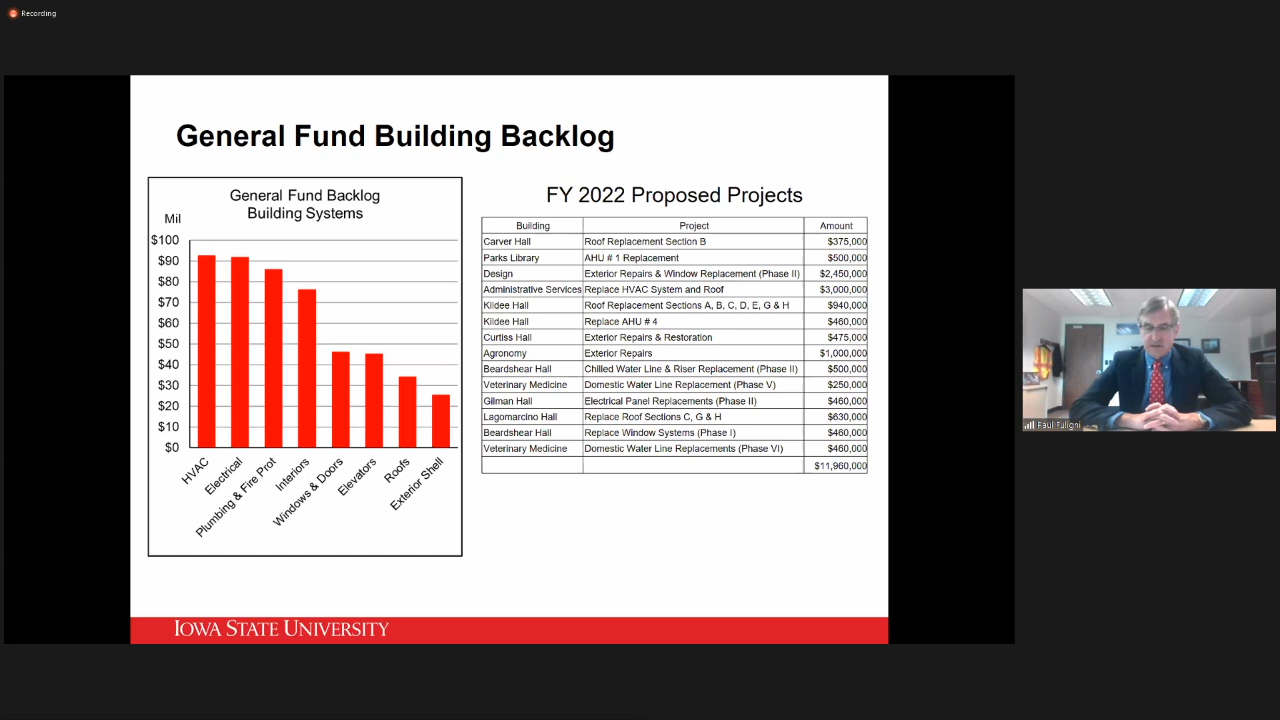 Recording
General Fund Building Backlog
General Fund Backlog
Building Systems
Mil
$100
$90
$80
$70
$60
$50
$40
$30
$20
$10
$0
HVAC
Electrical
Plumbing & Fire Prot
Interiors
Windows & Doors
Elevators
Roofs
Exterior Shell
FY 2022 Proposed Projects
Building Project Amount
Carver Hall Roof Replacement Section B $375,000
Parks Library AHU # 1 Replacement $500,000
Design Exterior Repairs & Window Replacement (Phase II) $2,450,000
Administrative Services Replace HVAC System and Roof $3,000,000
Kildee Hall Roof Replacement Sections A, B, C, D, E, G & H $940,000
Kildee Hall Replace AHU # 4 $460,000
Curtiss Hall Exterior Repairs & Restoration $475,000
Agronomy Exterior Repairs $1,000,000
Beardshear Hall Chilled Water Line & Riser Replacement (Phase II) $500,000
Veterinary Medicine Domestic Water Line Replacement (Phase V) $250,000
Gilman Hall Electrical Panel Replacements (Phase II) $460,000
Lagomarcino Hall Replace Roof Sections C, G & H $630,000
Beardshear Hall Replace Window Systems (Phase I) $460,000
Veterinary Medicine Domestic Water Line Replacements (Phase VI) $460,000
$11,960,000
IOWA STATE UNIVERSITY
Paul Fuligni